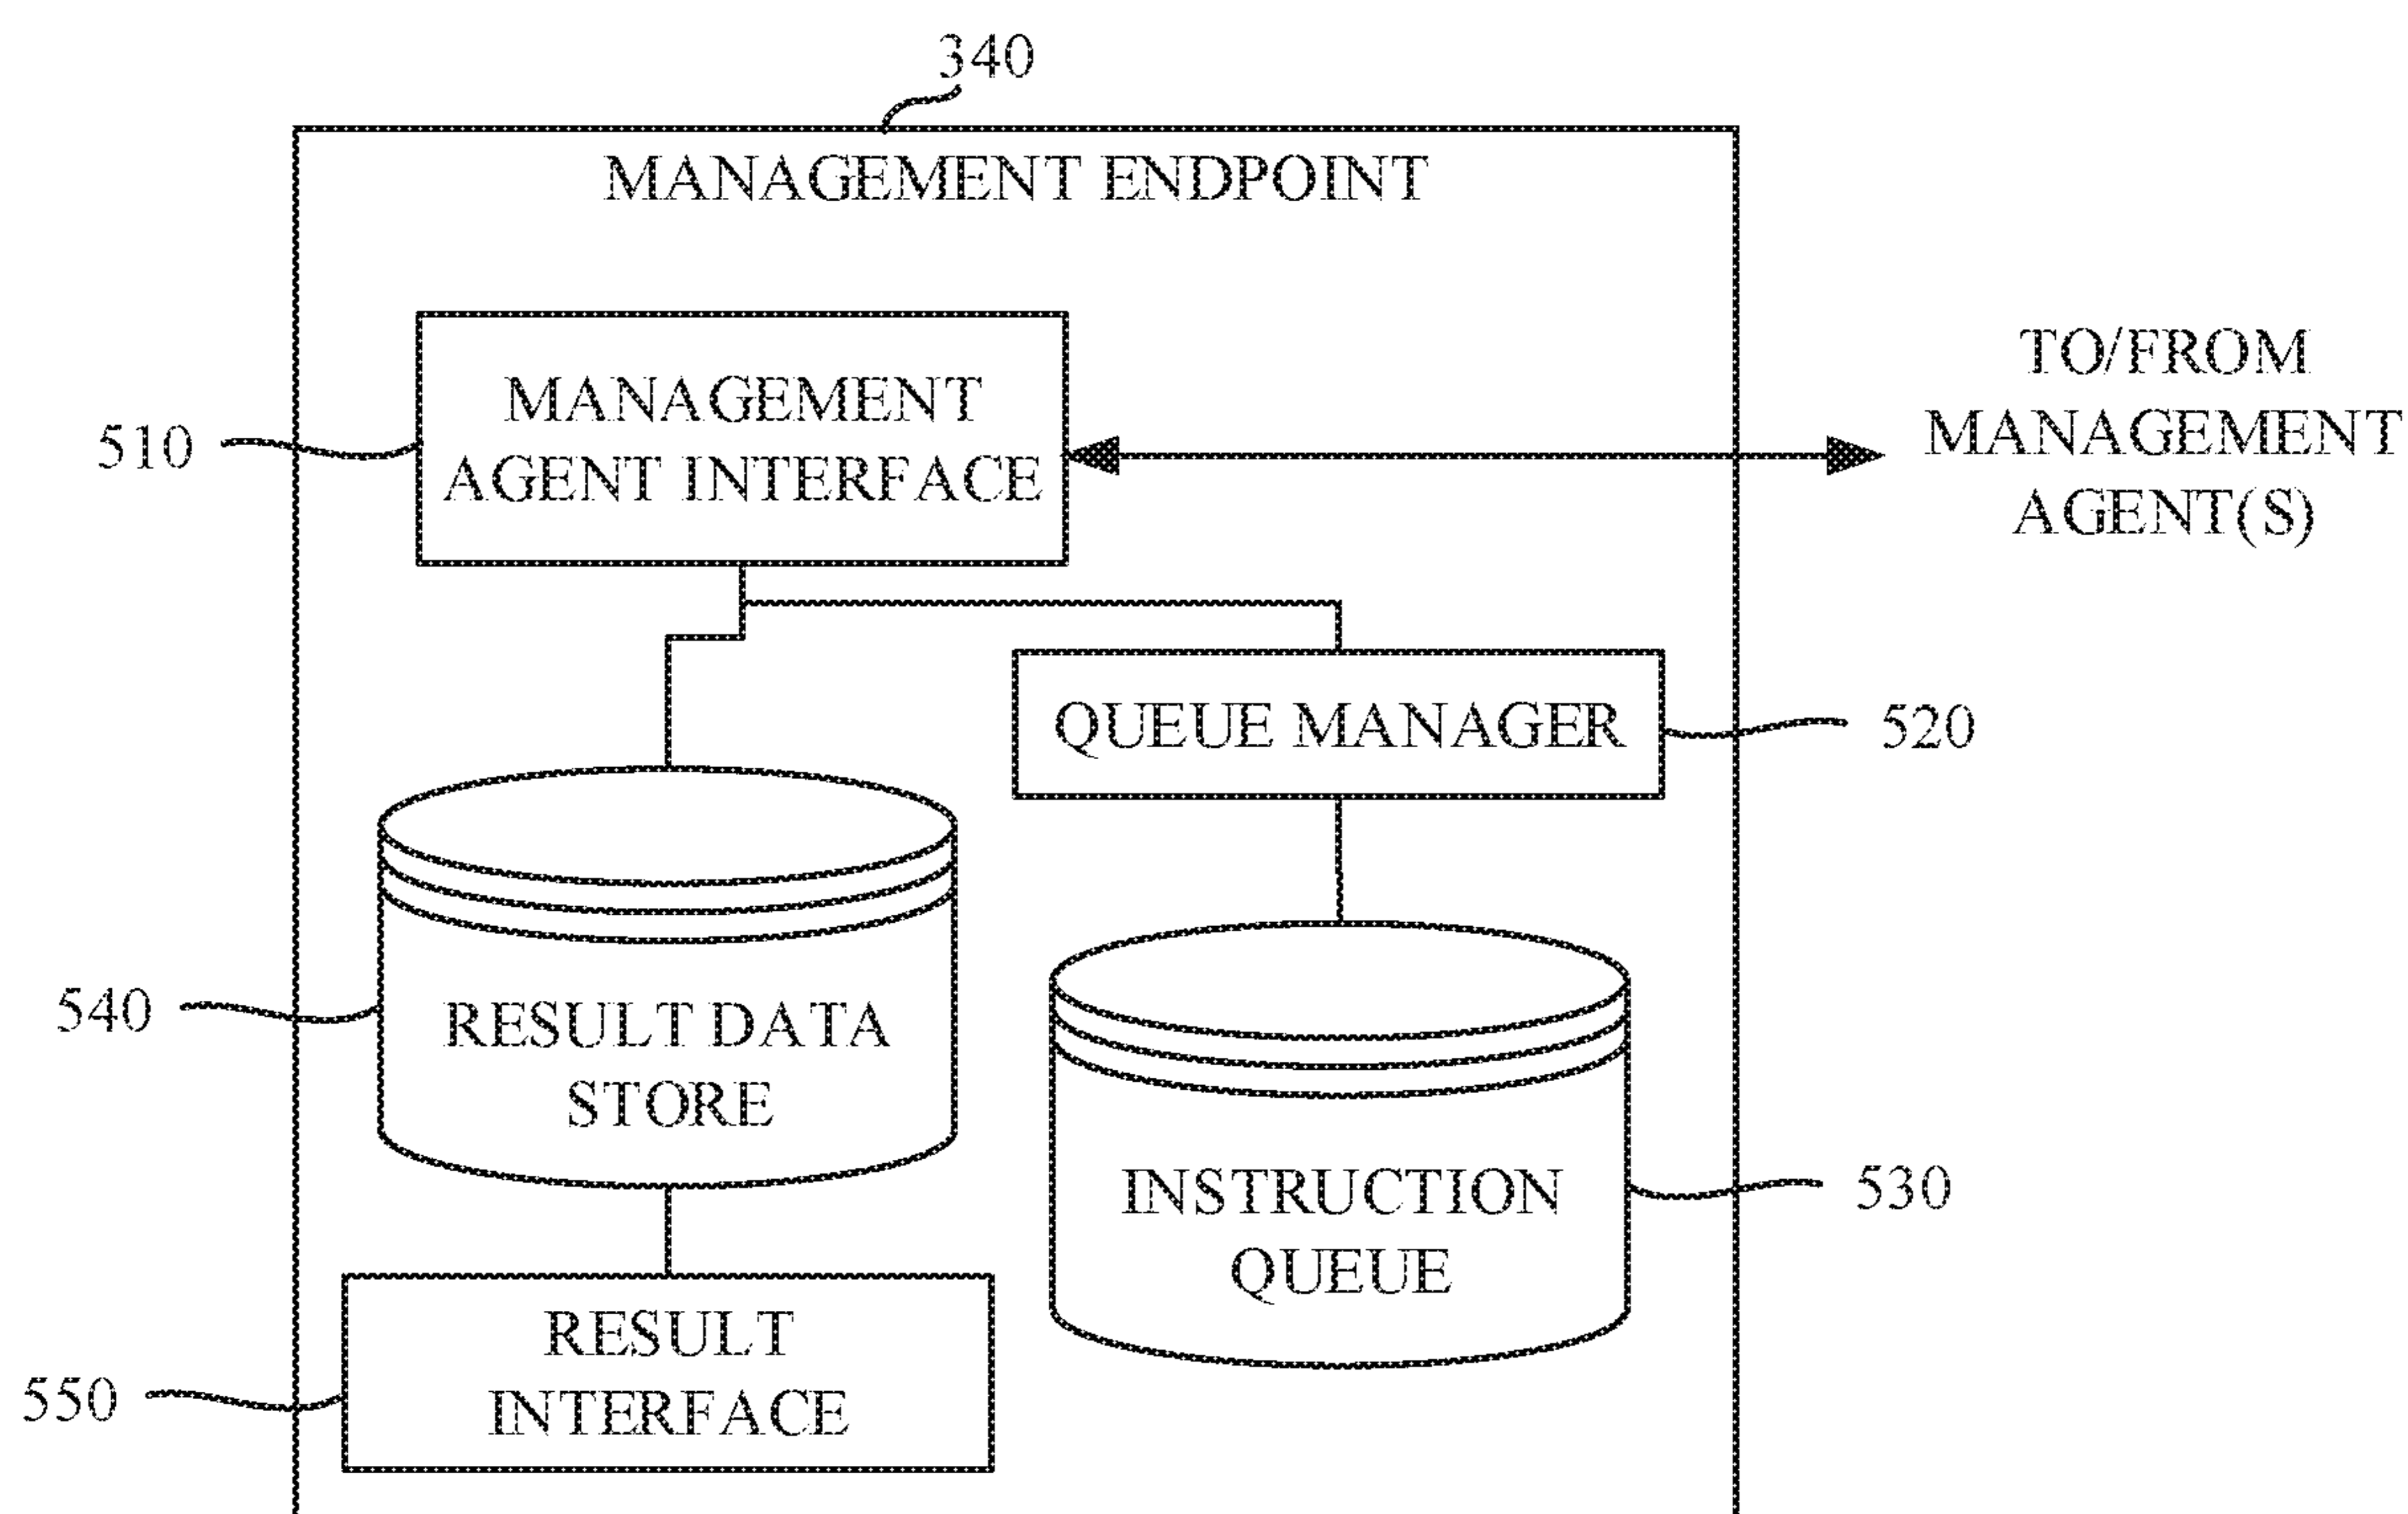 340
MANAGEMENT ENDPOINT
MANAGEMENT
AGENT INTERFACE
510
TO/FROM
MANAGEMENT
AGENT(S)
QUEUE MANAGER
520
540
RESULT DATA
STORE
INSTRUCTION
QUEUE
530
550
RESULT
INTERFACE